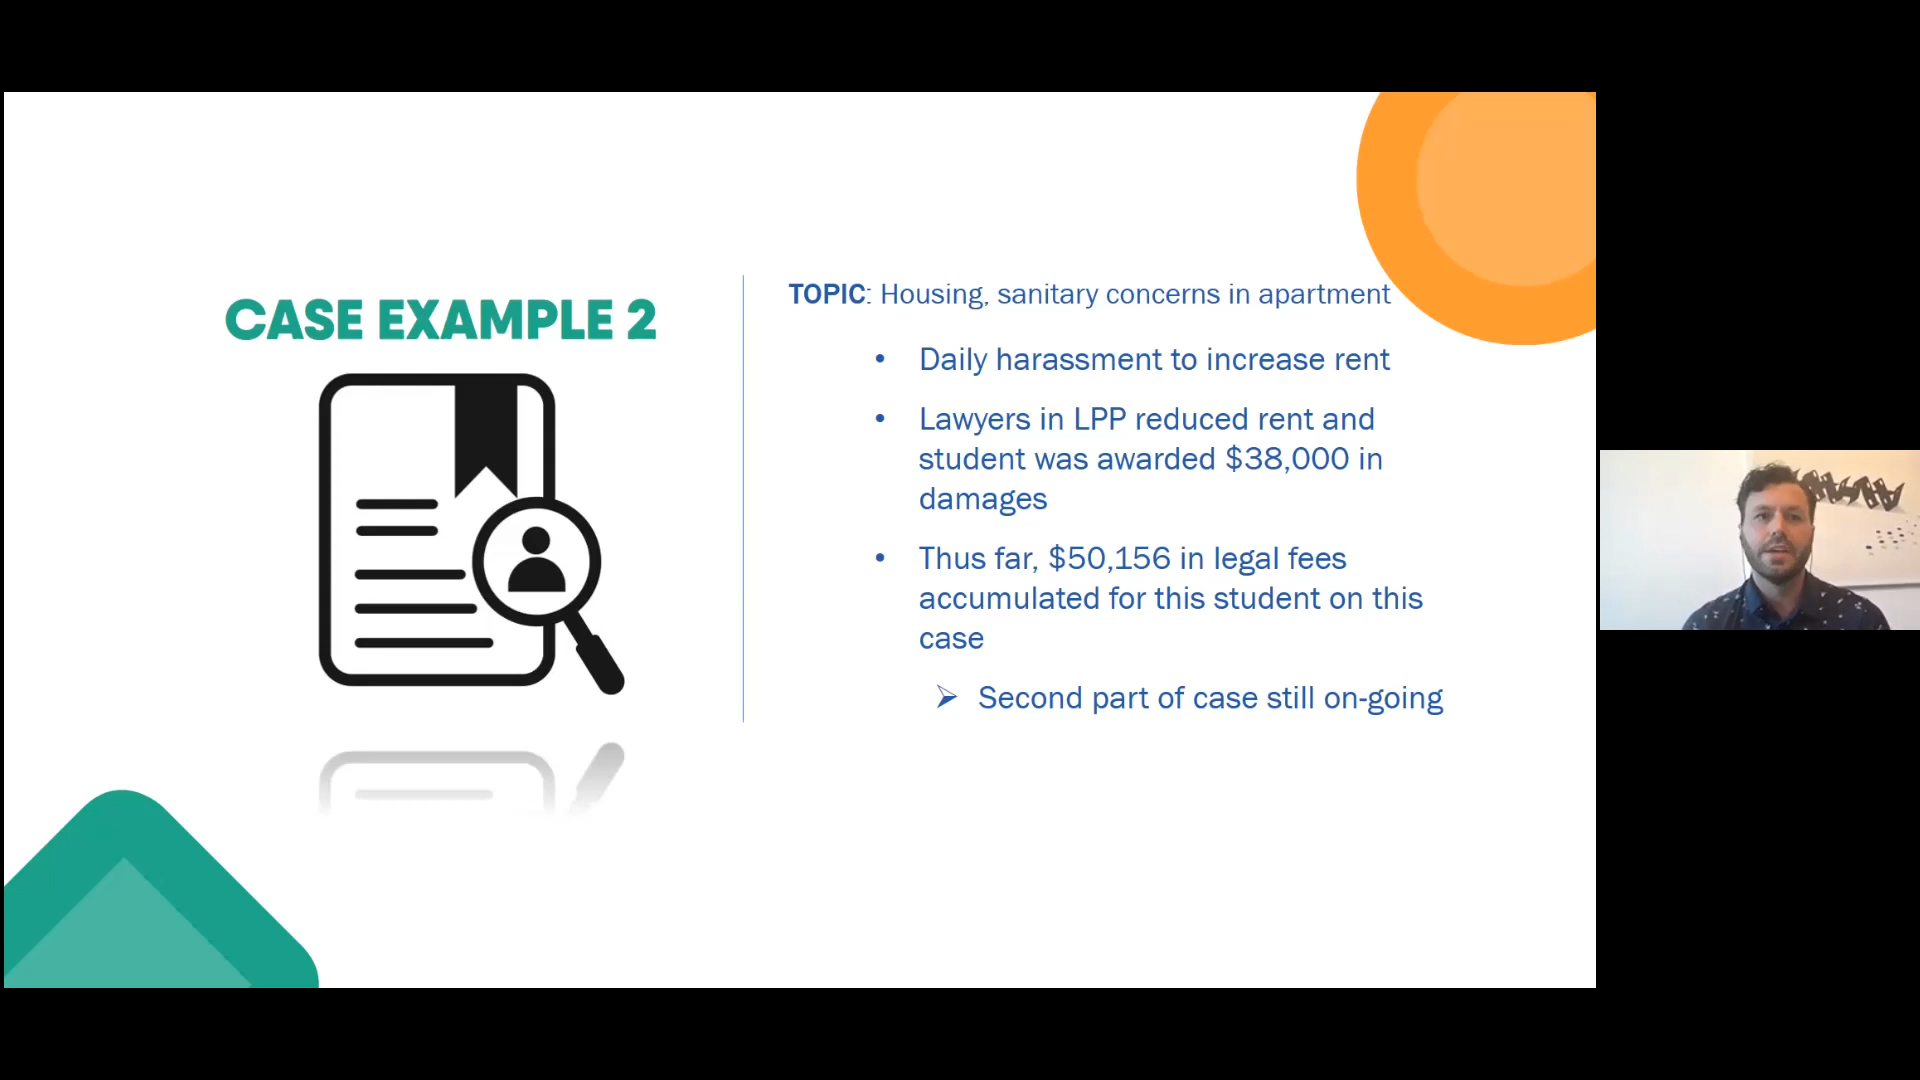 CASE EXAMPLE 2
TOPIC: Housing, sanitary concerns in apartment
• Daily harassment to increase rent
• Lawyers in LPP reduced rent and
student was awarded $38,000 in
damages
• Thus far, $50,156 in legal fees
accumulated for this student on this
case
➢ Second part of case still on-going